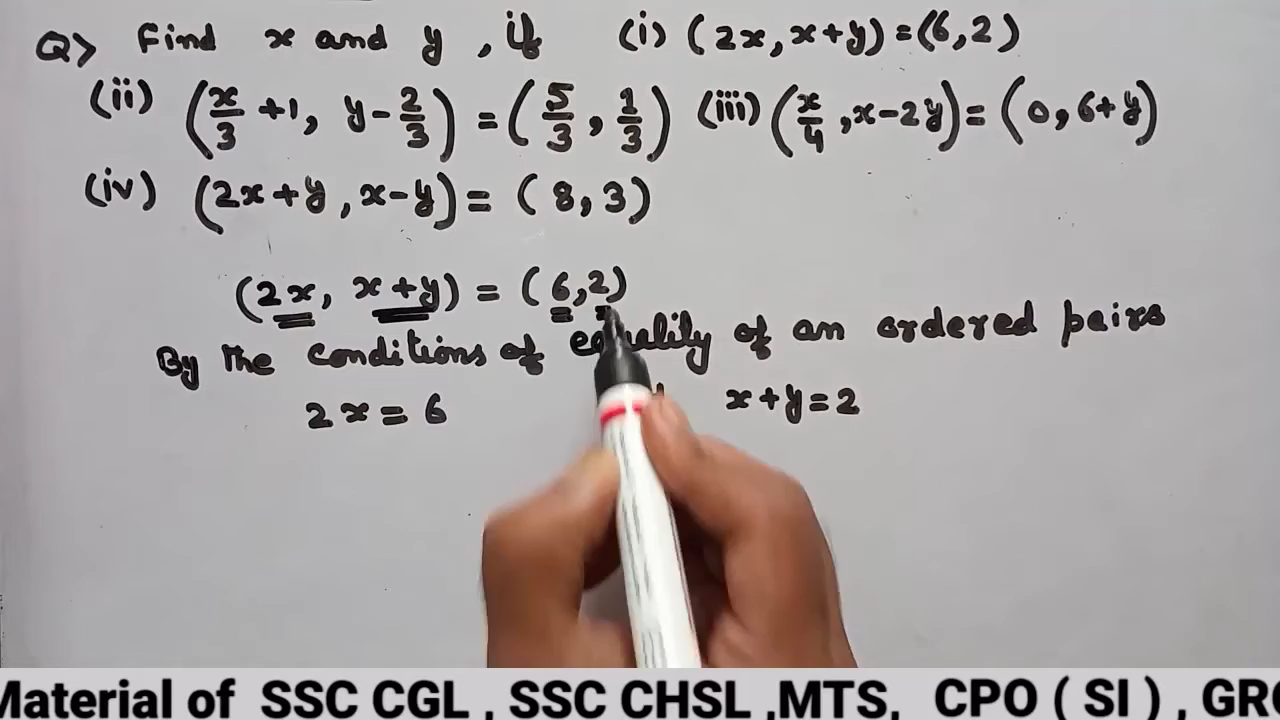 Q> Find x and y, if (i) (2x, x+y) = (6, 2)
(ii) (x/3 + 1, y - 2/3) = (5/3, 1/3) (iii) (x/4, x-2y) = (0, 6+y)
(iv) (2x+y, x-y) = (8, 3)
(2x, x+y) = (6,2)
By the conditions of equality of an ordered pairs
2x = 6 x+y=2
Material of SSC CGL , SSC CHSL ,MTS, CPO ( SI ) ,